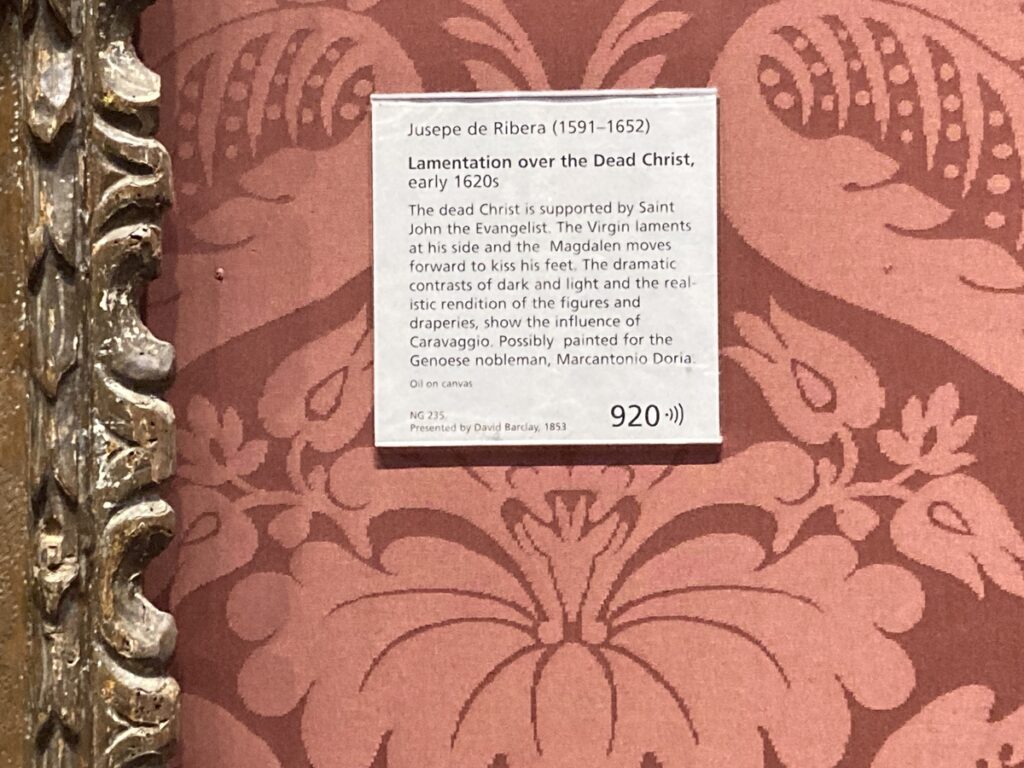 Jusepe de Ribera (1591–1652)
Lamentation over the Dead Christ,
early 1620s
The dead Christ is supported by Saint
John the Evangelist. The Virgin laments
at his side and the Magdalen moves
forward to kiss his feet. The dramatic
contrasts of dark and light and the real-
istic rendition of the figures and
draperies, show the influence of
Caravaggio. Possibly painted for the
Genoese nobleman, Marcantonio Doria.
Oil on canvas
NG 235.
Presented by David Barclay, 1853
920